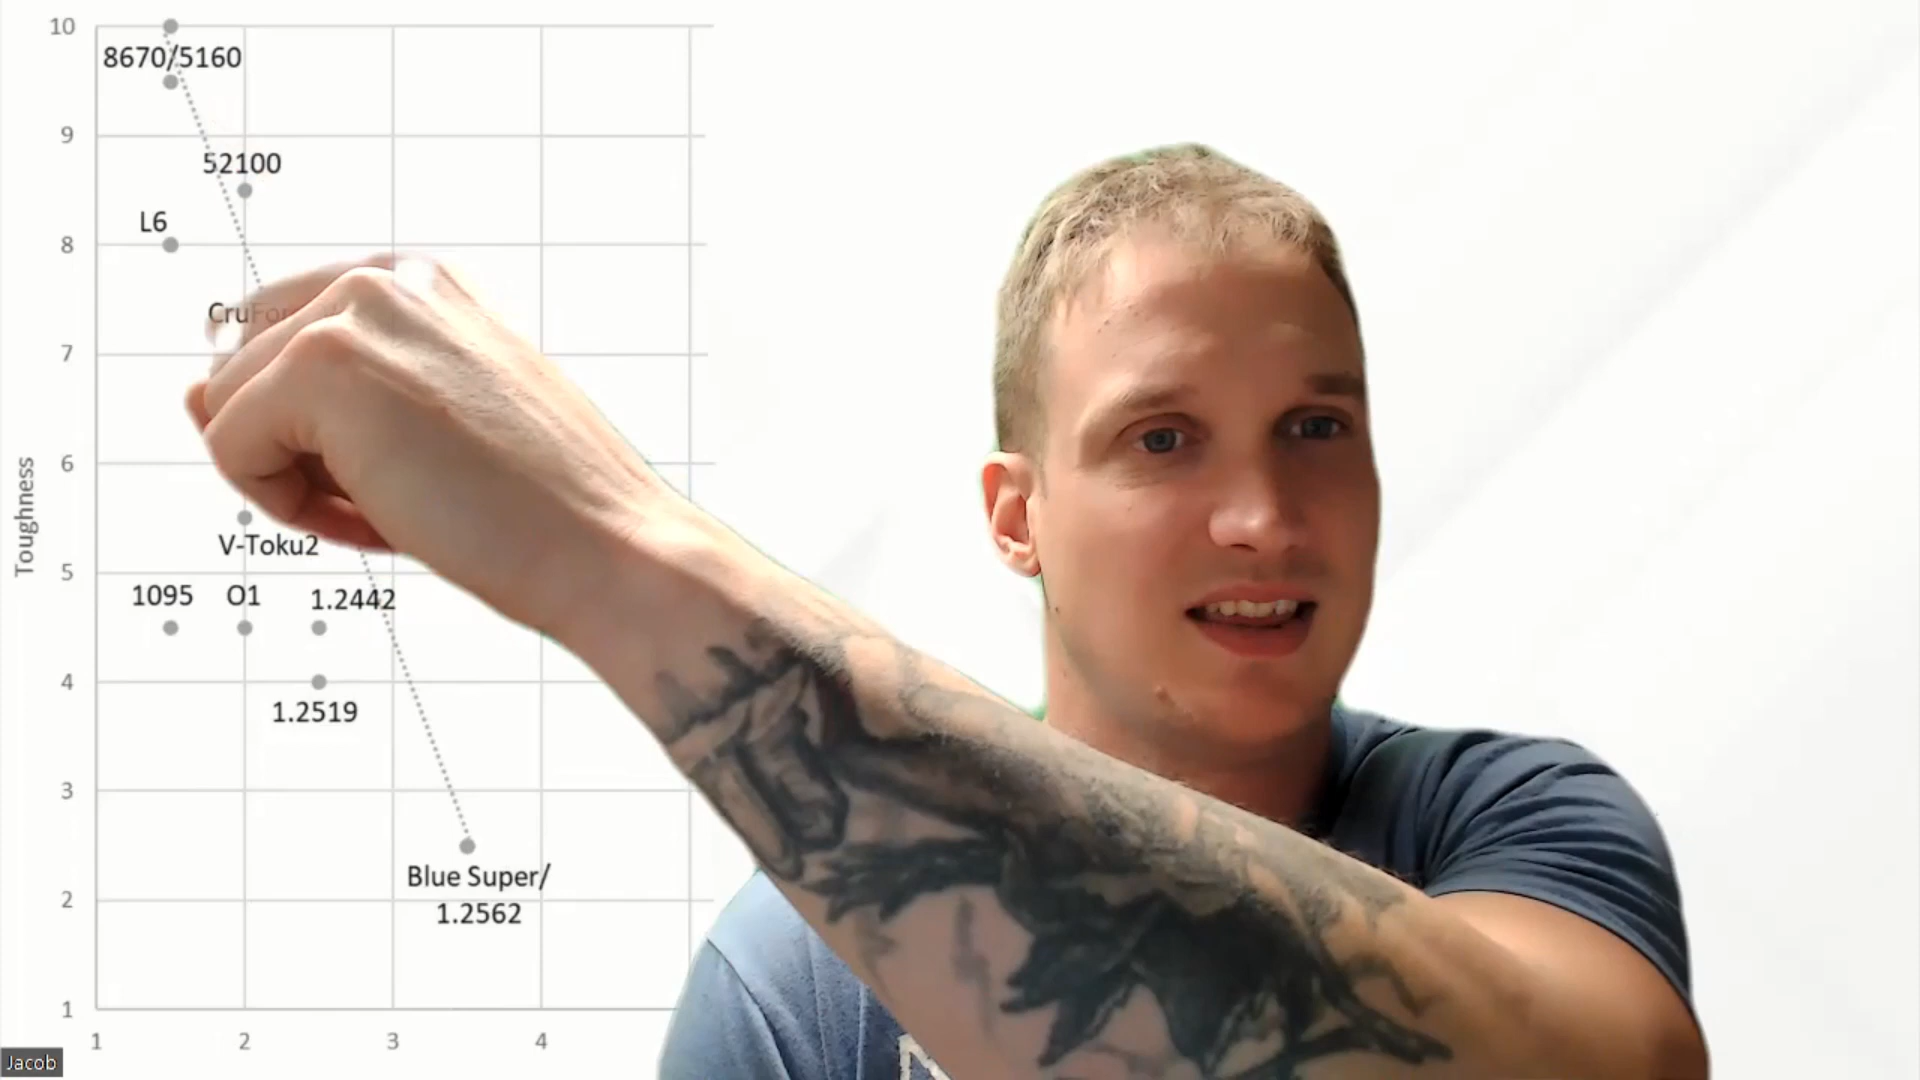 10
8670/5160
9
52100
L6
8
7
6
Toughness
V-Toku2
5
1095 O1 1.2442
4
1.2519
3
Blue Super/
2
1.2562
1
1 2 3 4
Jacob